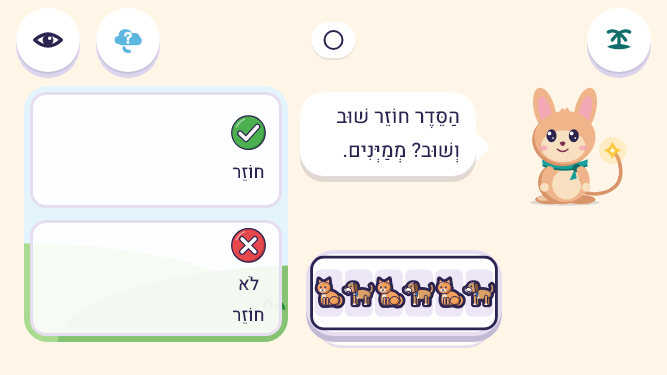 הַסֵּדֶר חוֹזֵר שׁוּב
וְשׁוּב? מְמַיְּנִים.
חוֹזֵר
לֹא
חוֹזֵר